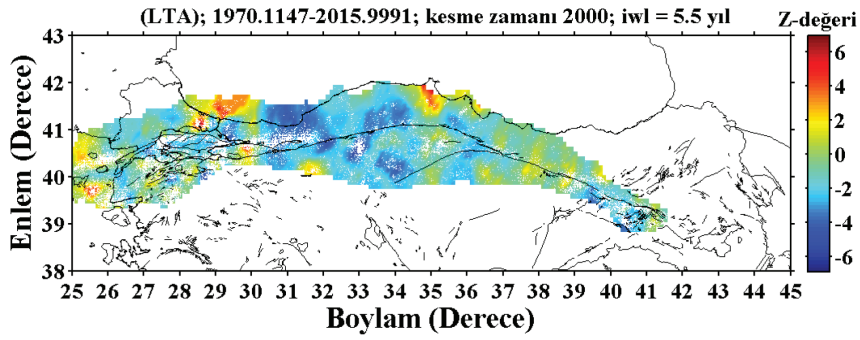 (LTA); 1970.1147-2015.9991; kesme zamanı 2000; iwl = 5.5 yıl
Z-değeri
43
42
41
40
39
38
Enlem (Derece)
25 26 27 28 29 30 31 32 33 34 35 36 37 38 39 40 41 42 43 44 45
Boylam (Derece)
6
4
2
0
-2
-4
-6